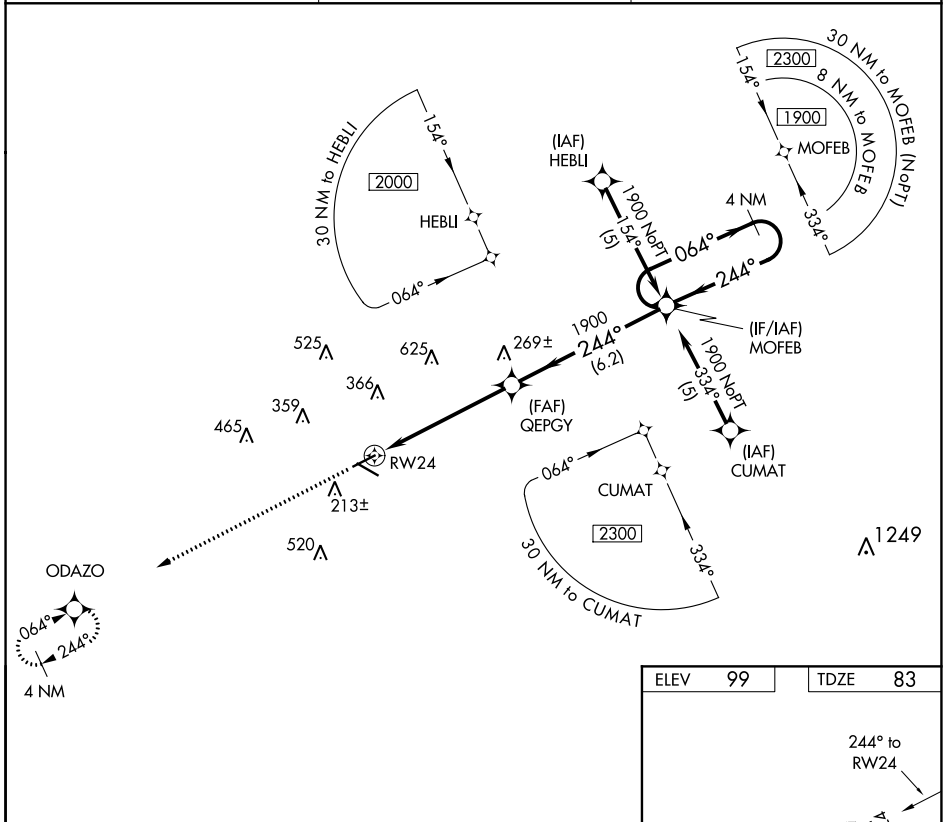 30 NM to MOFEB (NoPT)
2300
154°
8 NM to MOFEB
1900
MOFEB
334°
30 NM to HEBLI
154°
2000
HEBLI
064°
(IAF)
HEBLI
1900 NoPT
154°
(5)
4 NM
064°
244°
(IF/IAF)
MOFEB
1900
244°
(6.2)
1900 NoPT
334°
(5)
(IAF)
CUMAT
525
625
269±
366
359
465
(FAF)
QEPGY
RW24
213±
520
064°
CUMAT
2300
334°
30 NM to CUMAT
1249
ODAZO
064°
244°
4 NM
ELEV 99
TDZE 83
244° to
RW24